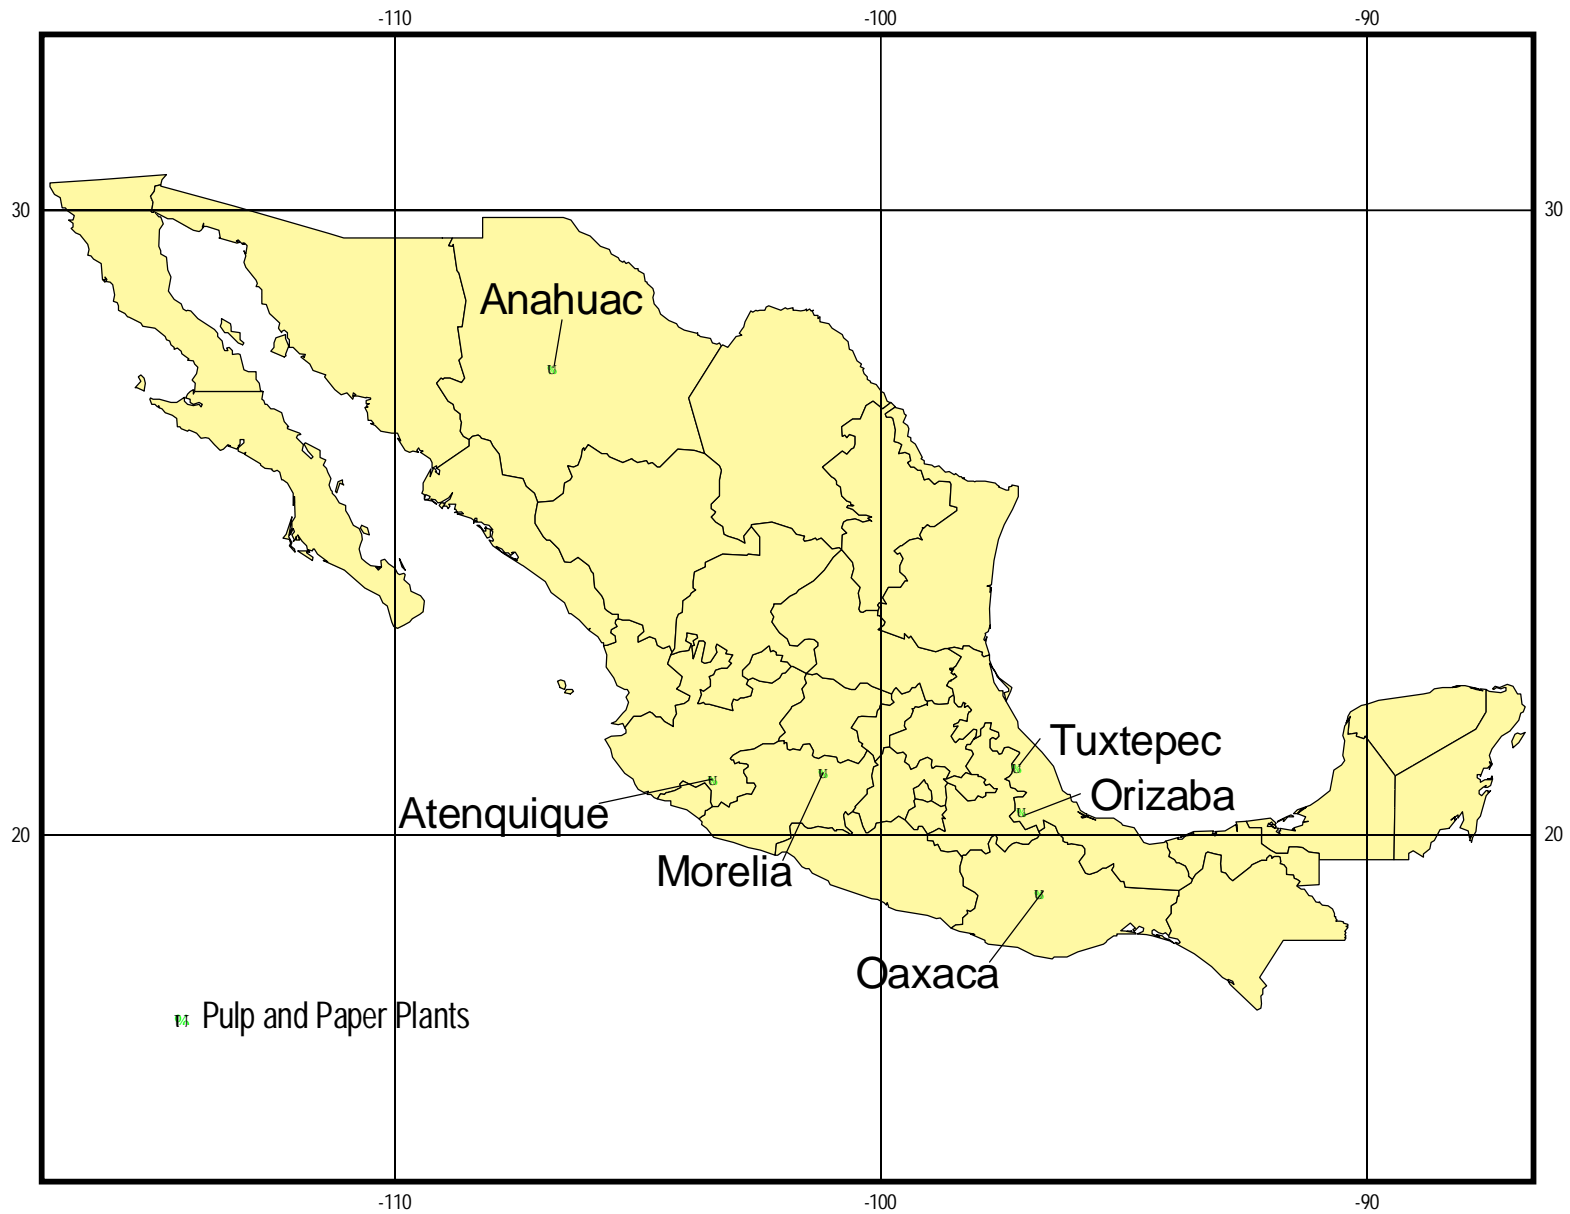 -110 -100 -90
30 30
Anahuac
Tuxtepec
Orizaba
Atenquique
20 20
Morelia
Oaxaca
Pulp and Paper Plants
-110 -100 -90